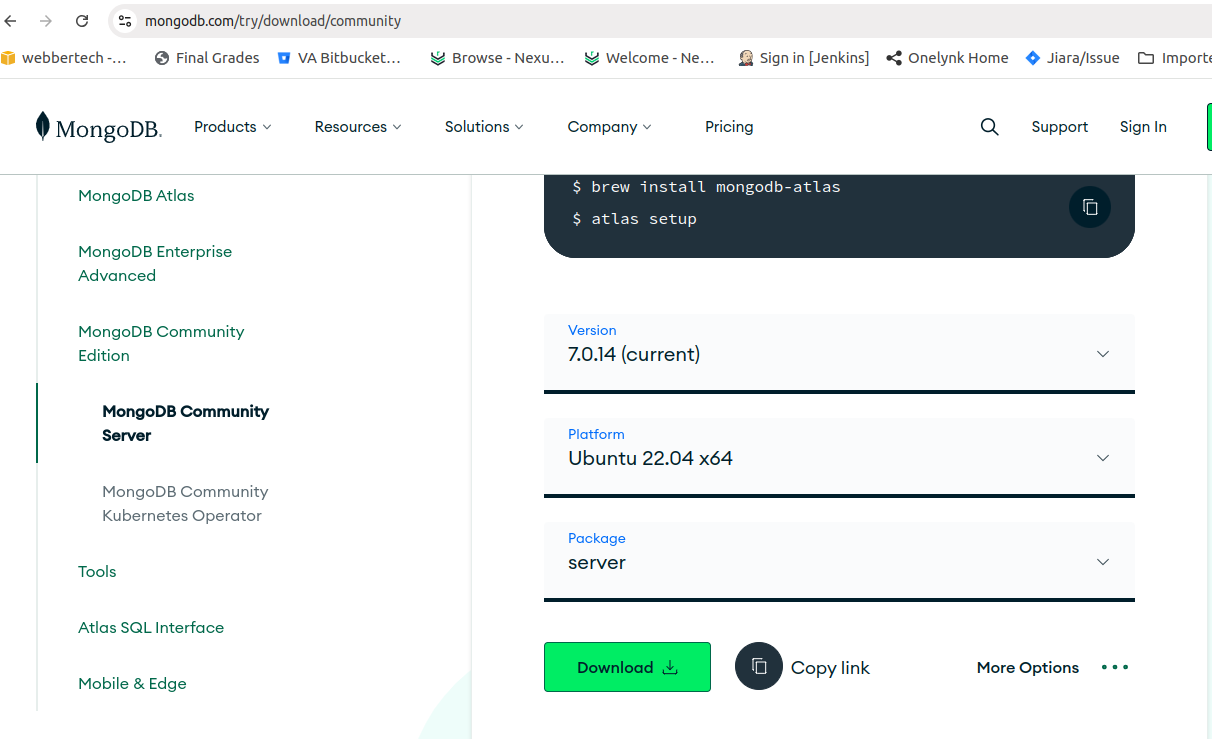 mongodb.com/try/download/community
webbertech -... Final Grades VA Bitbucket... Browse - Nexu... Welcome - Ne... Sign in [Jenkins] Onelynk Home Jiara/Issue Importe
MongoDB. Products Resources Solutions Company Pricing Support Sign In
MongoDB Atlas
MongoDB Enterprise
Advanced
MongoDB Community
Edition
MongoDB Community
Server
MongoDB Community
Kubernetes Operator
Tools
Atlas SQL Interface
Mobile & Edge
$ brew install mongodb-atlas
$ atlas setup
Version
7.0.14 (current)
Platform
Ubuntu 22.04 x64
Package
server
Download Copy link More Options